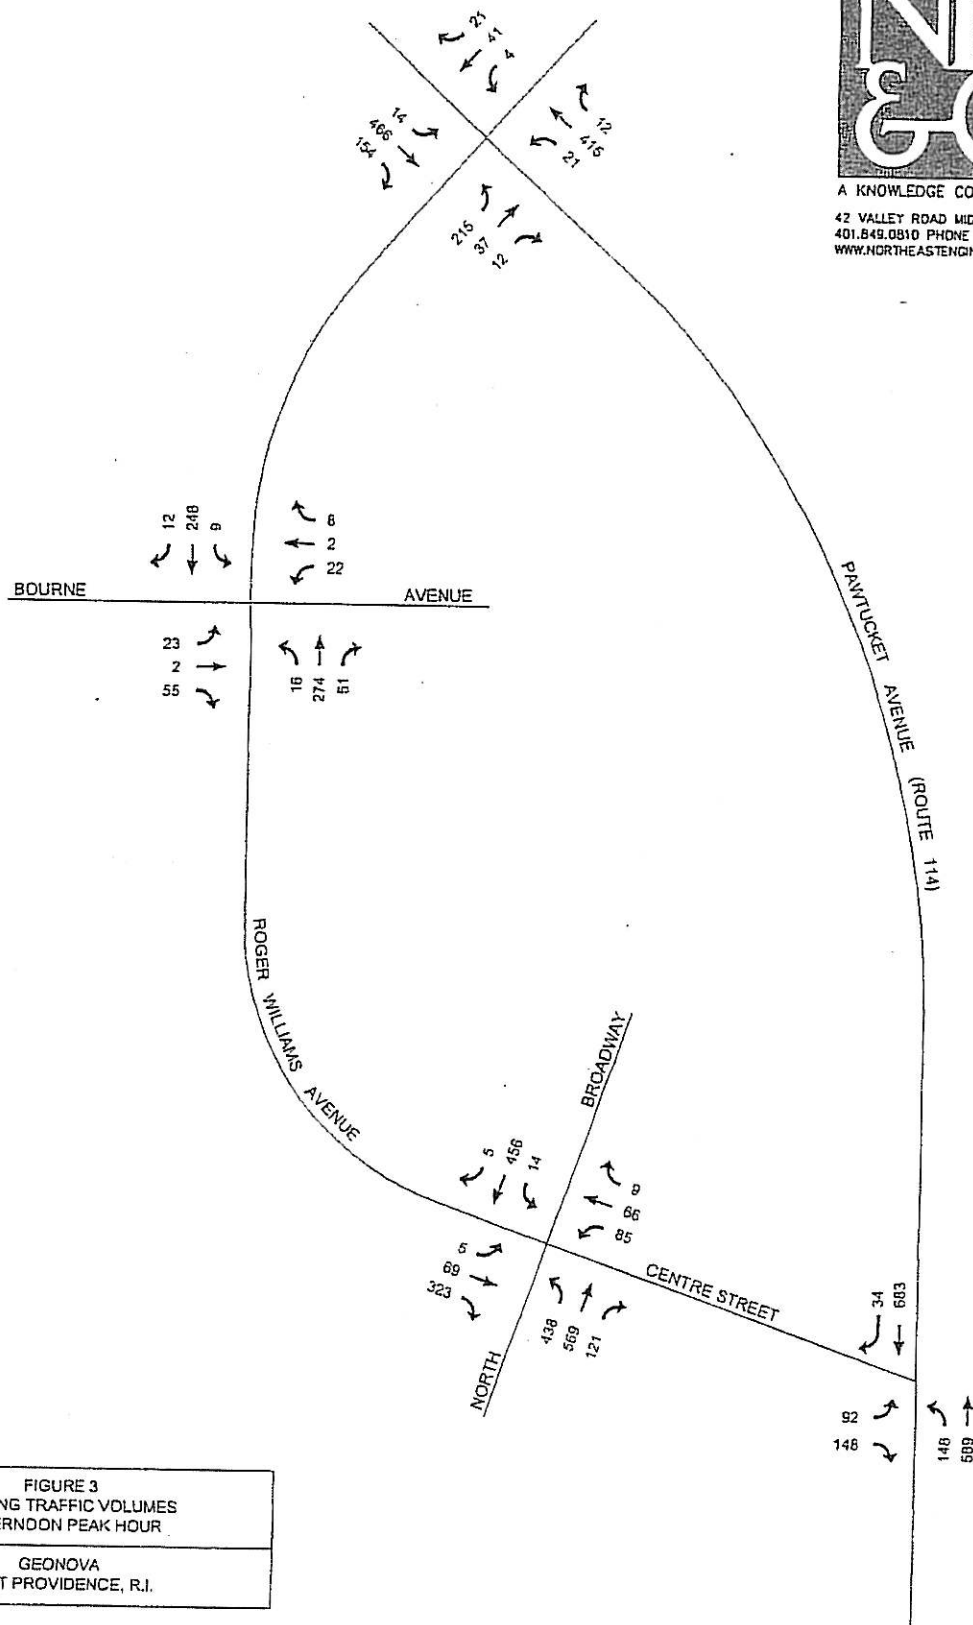 N
&
A KNOWLEDGE CO
42 VALLEY ROAD MID
401.849.0810 PHONE
WWW.NORTHEASTENGIN
21
41
4
14
466
154
12
415
21
215
37
12
12
248
9
8
2
22
BOURNE AVENUE
23
2
55
16
274
51
PAWTUCKET AVENUE (ROUTE 114)
ROGER WILLIAMS AVENUE
NORTH BROADWAY
5
456
14
9
66
85
5
69
323
438
569
121
CENTRE STREET
34
683
92
148
148
589
FIGURE 3
NG TRAFFIC VOLUMES
ERNOON PEAK HOUR
GEONOVA
T PROVIDENCE, R.I.